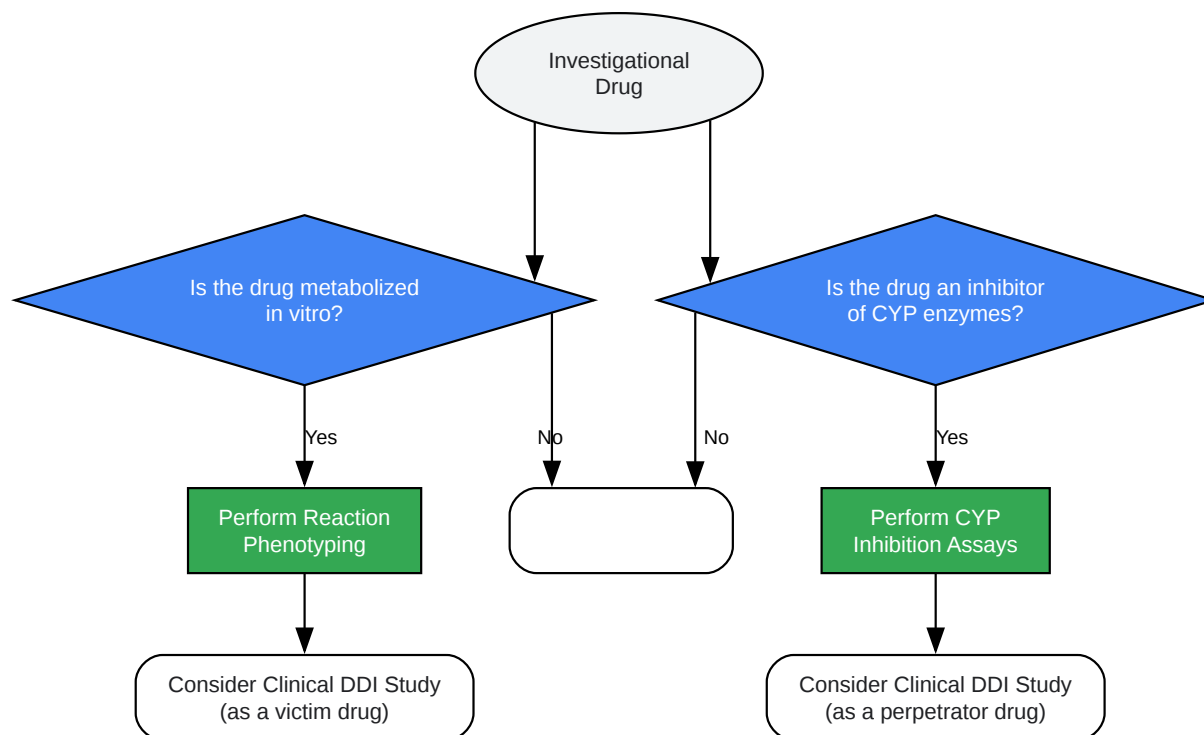 Investigational
Drug
Is the drug metabolized
in vitro?
Is the drug an inhibitor
of CYP enzymes?
Yes
No
No
Yes
Perform Reaction
Phenotyping
Perform CYP
Inhibition Assays
Consider Clinical DDI Study
(as a victim drug)
Consider Clinical DDI Study
(as a perpetrator drug)